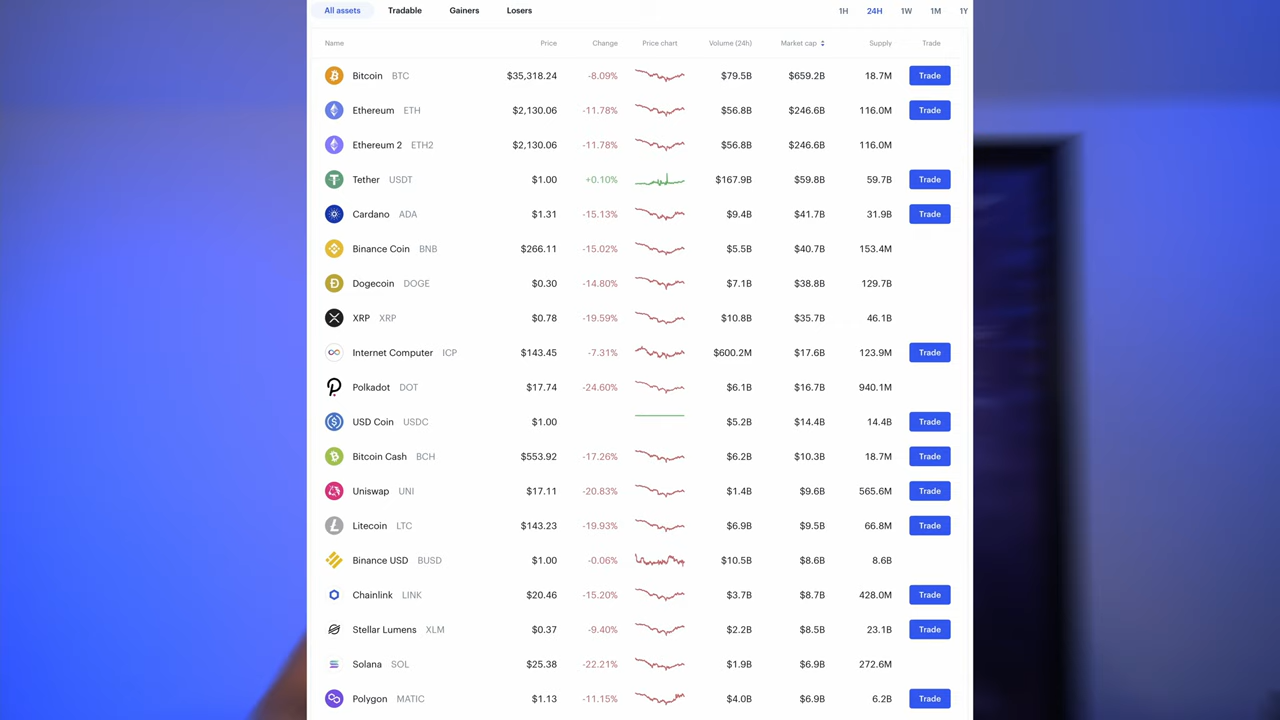 All assets Tradable Gainers Losers 1H 24H 1W 1M 1Y
Name Price Change Price chart Volume (24h) Market cap Supply Trade
Bitcoin BTC $35,318.24 -8.09% $79.5B $659.2B 18.7M Trade
Ethereum ETH $2,130.06 -11.78% $56.8B $246.6B 116.0M Trade
Ethereum 2 ETH2 $2,130.06 -11.78% $56.8B $246.6B 116.0M
Tether USDT $1.00 +0.10% $167.9B $59.8B 59.7B Trade
Cardano ADA $1.31 -15.13% $9.4B $41.7B 31.9B Trade
Binance Coin BNB $266.11 -15.02% $5.5B $40.7B 153.4M
Dogecoin DOGE $0.30 -14.80% $7.1B $38.8B 129.7B
XRP XRP $0.78 -19.59% $10.8B $35.7B 46.1B
Internet Computer ICP $143.45 -7.31% $600.2M $17.6B 123.9M Trade
Polkadot DOT $17.74 -24.60% $6.1B $16.7B 940.1M
USD Coin USDC $1.00 $5.2B $14.4B 14.4B Trade
Bitcoin Cash BCH $553.92 -17.26% $6.2B $10.3B 18.7M Trade
Uniswap UNI $17.11 -20.83% $1.4B $9.6B 565.6M Trade
Litecoin LTC $143.23 -19.93% $6.9B $9.5B 66.8M Trade
Binance USD BUSD $1.00 -0.06% $10.5B $8.6B 8.6B
Chainlink LINK $20.46 -15.20% $3.7B $8.7B 428.0M Trade
Stellar Lumens XLM $0.37 -9.40% $2.2B $8.5B 23.1B Trade
Solana SOL $25.38 -22.21% $1.9B $6.9B 272.6M
Polygon MATIC $1.13 -11.15% $4.0B $6.9B 6.2B Trade